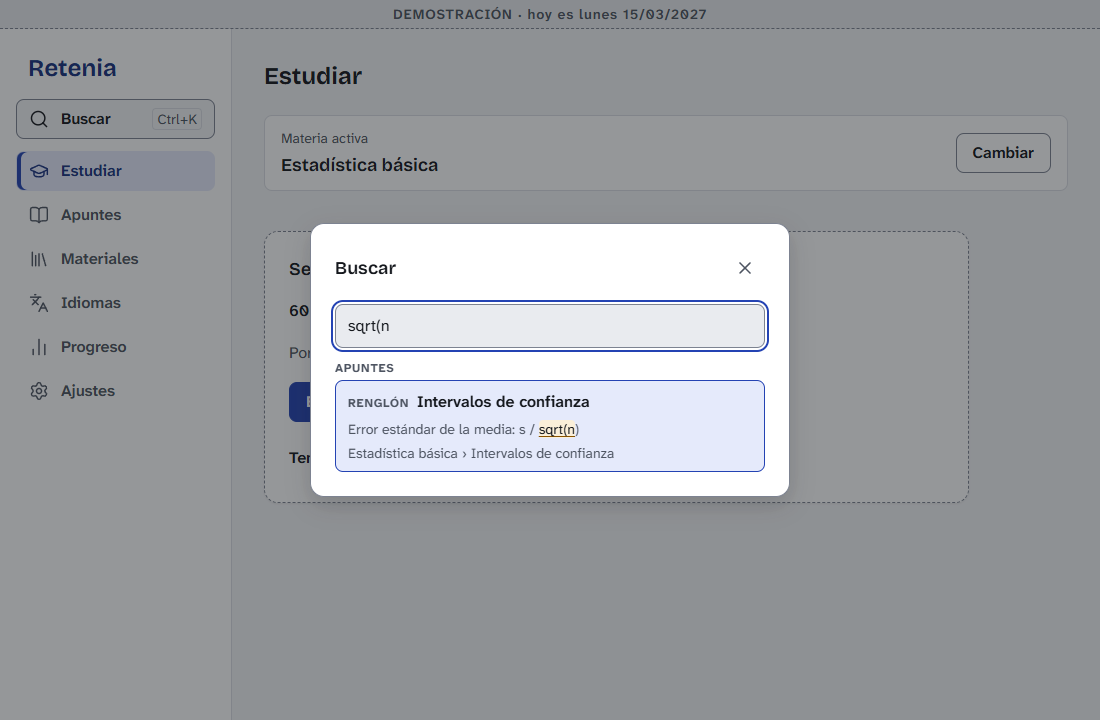 DEMOSTRACIÓN · hoy es lunes 15/03/2027
Retenia
Buscar Ctrl+K
Estudiar
Apuntes
Materiales
Idiomas
Progreso
Ajustes
Estudiar
Materia activa
Estadística básica
Cambiar
60
Buscar
sqrt(n
APUNTES
RENGLÓN Intervalos de confianza
Error estándar de la media: s / sqrt(n)
Estadística básica › Intervalos de confianza